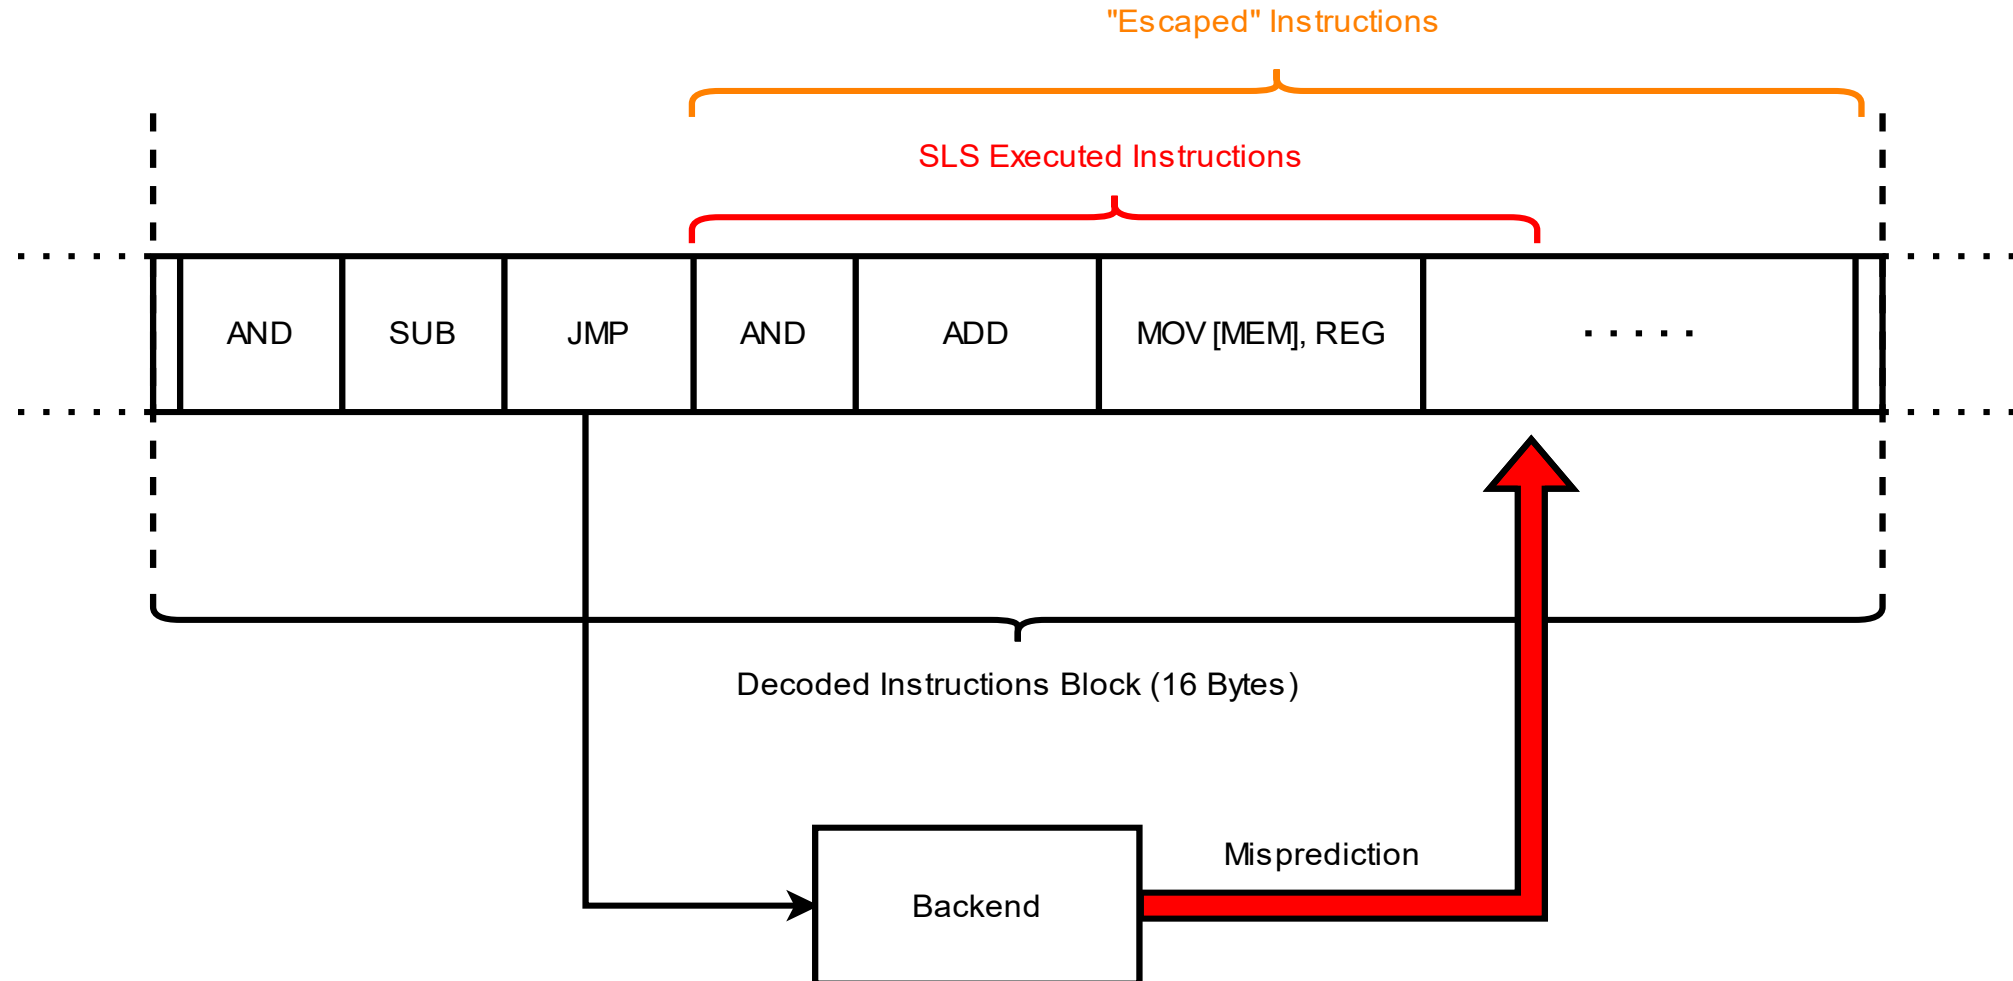 "Escaped" Instructions
SLS Executed Instructions
AND SUB JMP AND ADD MOV [MEM], REG .....
Decoded Instructions Block (16 Bytes)
Misprediction
Backend